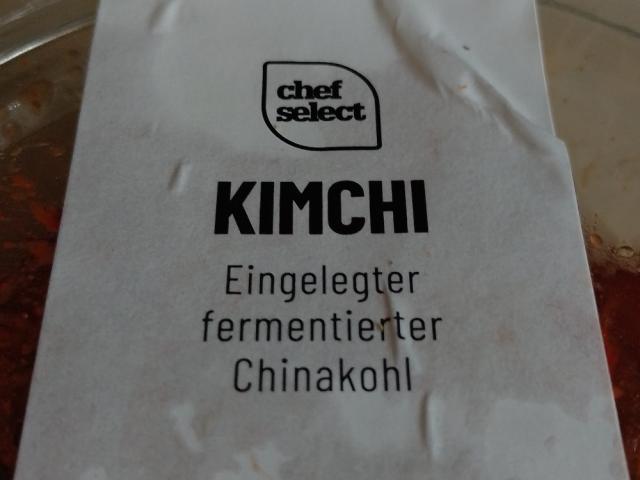 chef
select
KIMCHI
Eingelegter
fermentierter
Chinakohl